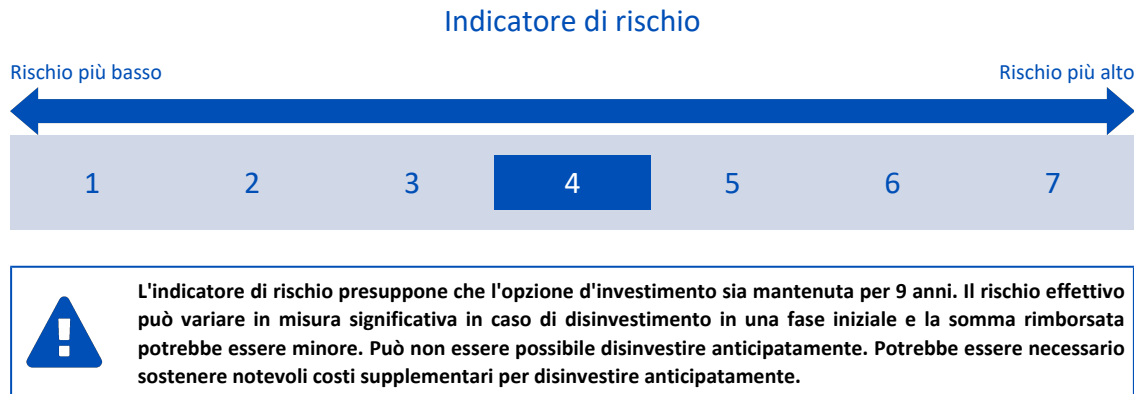 Indicatore di rischio
Rischio più basso
Rischio più alto
1 2 3 4 5 6 7
L'indicatore di rischio presuppone che l'opzione d'investimento sia mantenuta per 9 anni. Il rischio effettivo
può variare in misura significativa in caso di disinvestimento in una fase iniziale e la somma rimborsata
potrebbe essere minore. Può non essere possibile disinvestire anticipatamente. Potrebbe essere necessario
sostenere notevoli costi supplementari per disinvestire anticipatamente.